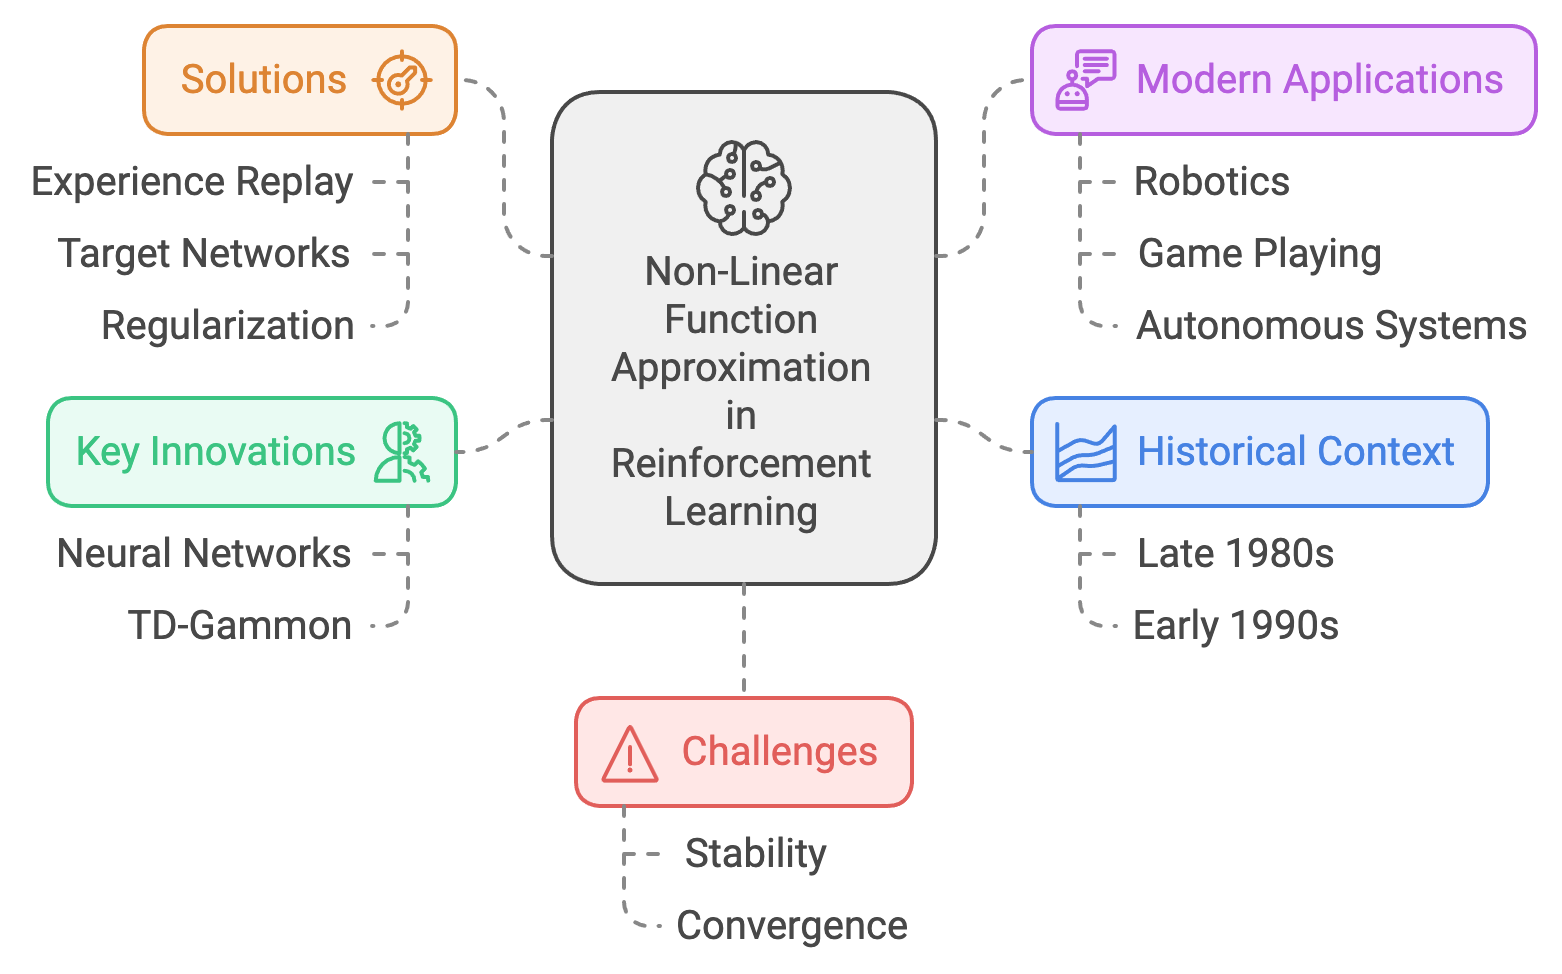 Solutions
Experience Replay
Target Networks
Regularization
Key Innovations
Neural Networks
TD-Gammon
Non-Linear
Function
Approximation
in
Reinforcement
Learning
Modern Applications
Robotics
Game Playing
Autonomous Systems
Historical Context
Late 1980s
Early 1990s
Challenges
Stability
Convergence